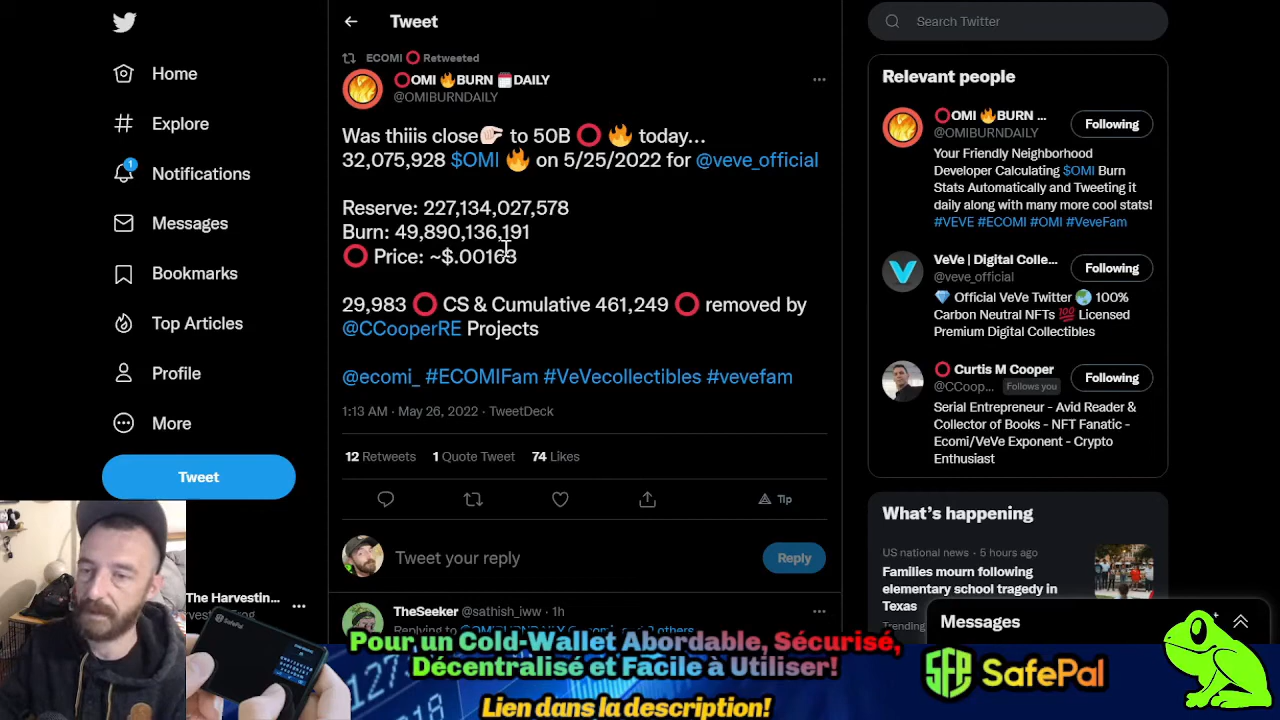 Tweet
Search Twitter
ECOMI ⭕ Retweeted
Home
Explore
1
Notifications
Messages
Bookmarks
Top Articles
Profile
More
Tweet
⭕OMI 🔥BURN 🗓️DAILY
@OMIBURNDAILY
Was thiiis close🤏🏻 to 50B ⭕ 🔥 today…
32,075,928 $OMI 🔥 on 5/25/2022 for @veve_official
Reserve: 227,134,027,578
Burn: 49,890,136,191
⭕ Price: ~$.00163
29,983 ⭕ CS & Cumulative 461,249 ⭕ removed by
@CCooperRE Projects
@ecomi_ #ECOMIFam #VeVecollectibles #vevefam
1:13 AM · May 26, 2022 · TweetDeck
12 Retweets 1 Quote Tweet 74 Likes
Tip
Tweet your reply
Reply
TheSeeker @sathish_iww · 1h
Relevant people
⭕OMI 🔥BURN ...
@OMIBURNDAILY
Following
Your Friendly Neighborhood
Developer Calculating $OMI Burn
Stats Automatically and Tweeting it
daily along with many more cool stats!
#VEVE #ECOMI #OMI #VeveFam
VeVe | Digital Colle...
@veve_official
Following
💎 Official VeVe Twitter 🌏 100%
Carbon Neutral NFTs 💯 Licensed
Premium Digital Collectibles
⭕ Curtis M Cooper
@CCoop... Follows you
Following
Serial Entrepreneur - Avid Reader &
Collector of Books - NFT Fanatic -
Ecomi/VeVe Exponent - Crypto
Enthusiast
What's happening
US national news · 5 hours ago
Families mourn following
elementary school tragedy in
Texas
Trending
Messages
The Harvestin...
SafePal
Pour un Cold-Wallet Abordable, Sécurisé,
Décentralisé et Facile à Utiliser!
Lien dans la description!
SFP SafePal